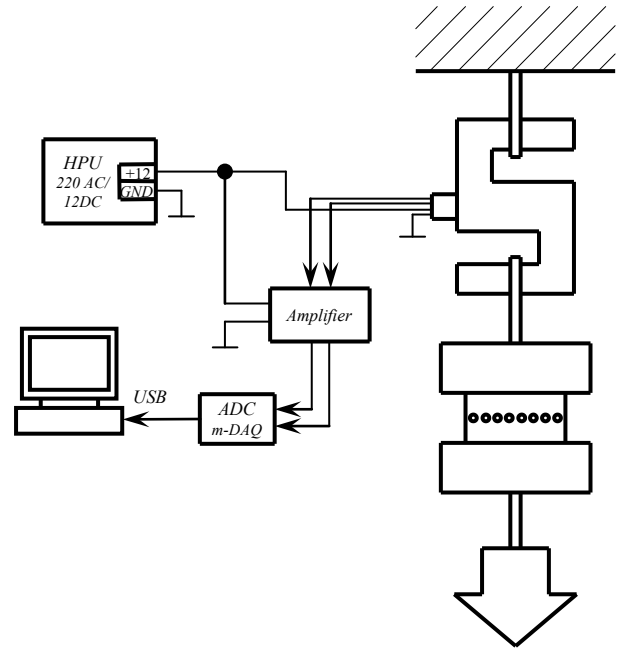 HPU
+12
220 AC/
GND
12DC
Amplifier
USB
ADC
m-DAQ